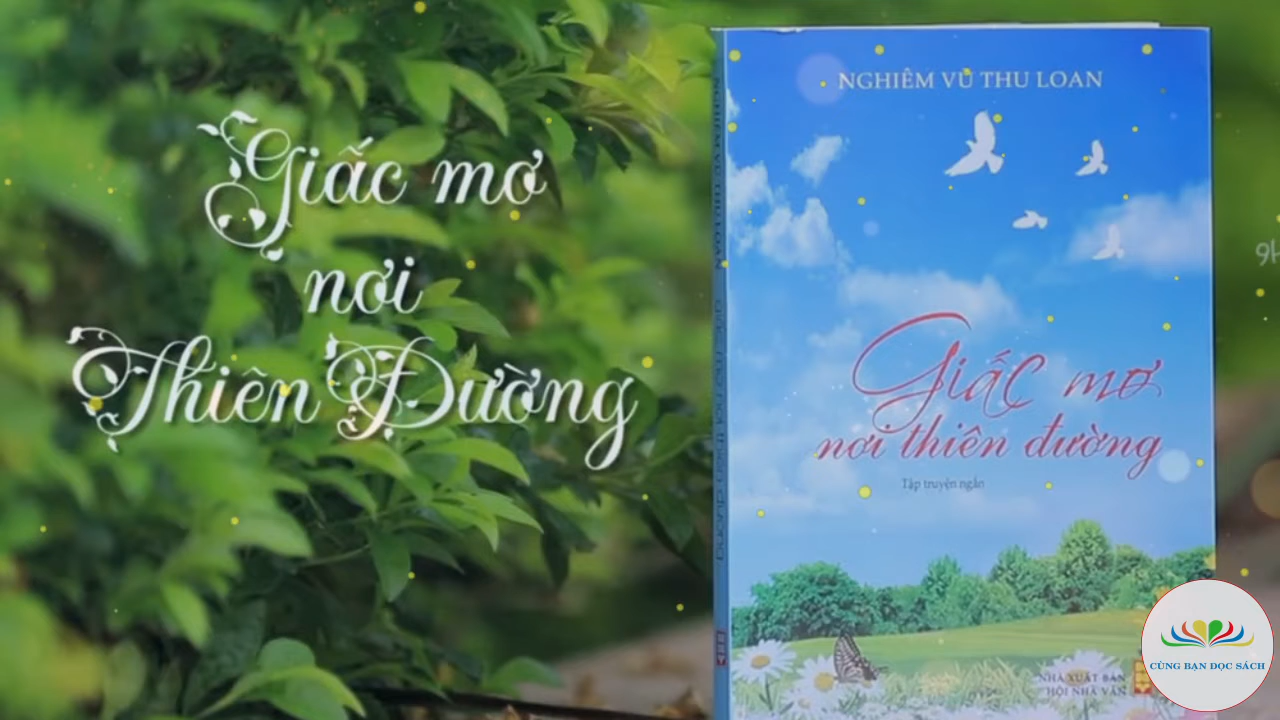 Giấc mơ
nơi
Thiên Đường
NGHIÊM VŨ THU LOAN
Giấc mơ
nơi thiên đường
Tập truyện ngắn
NHÀ XUẤT BẢN
HỘI NHÀ VĂN
CÙNG BẠN ĐỌC SÁCH